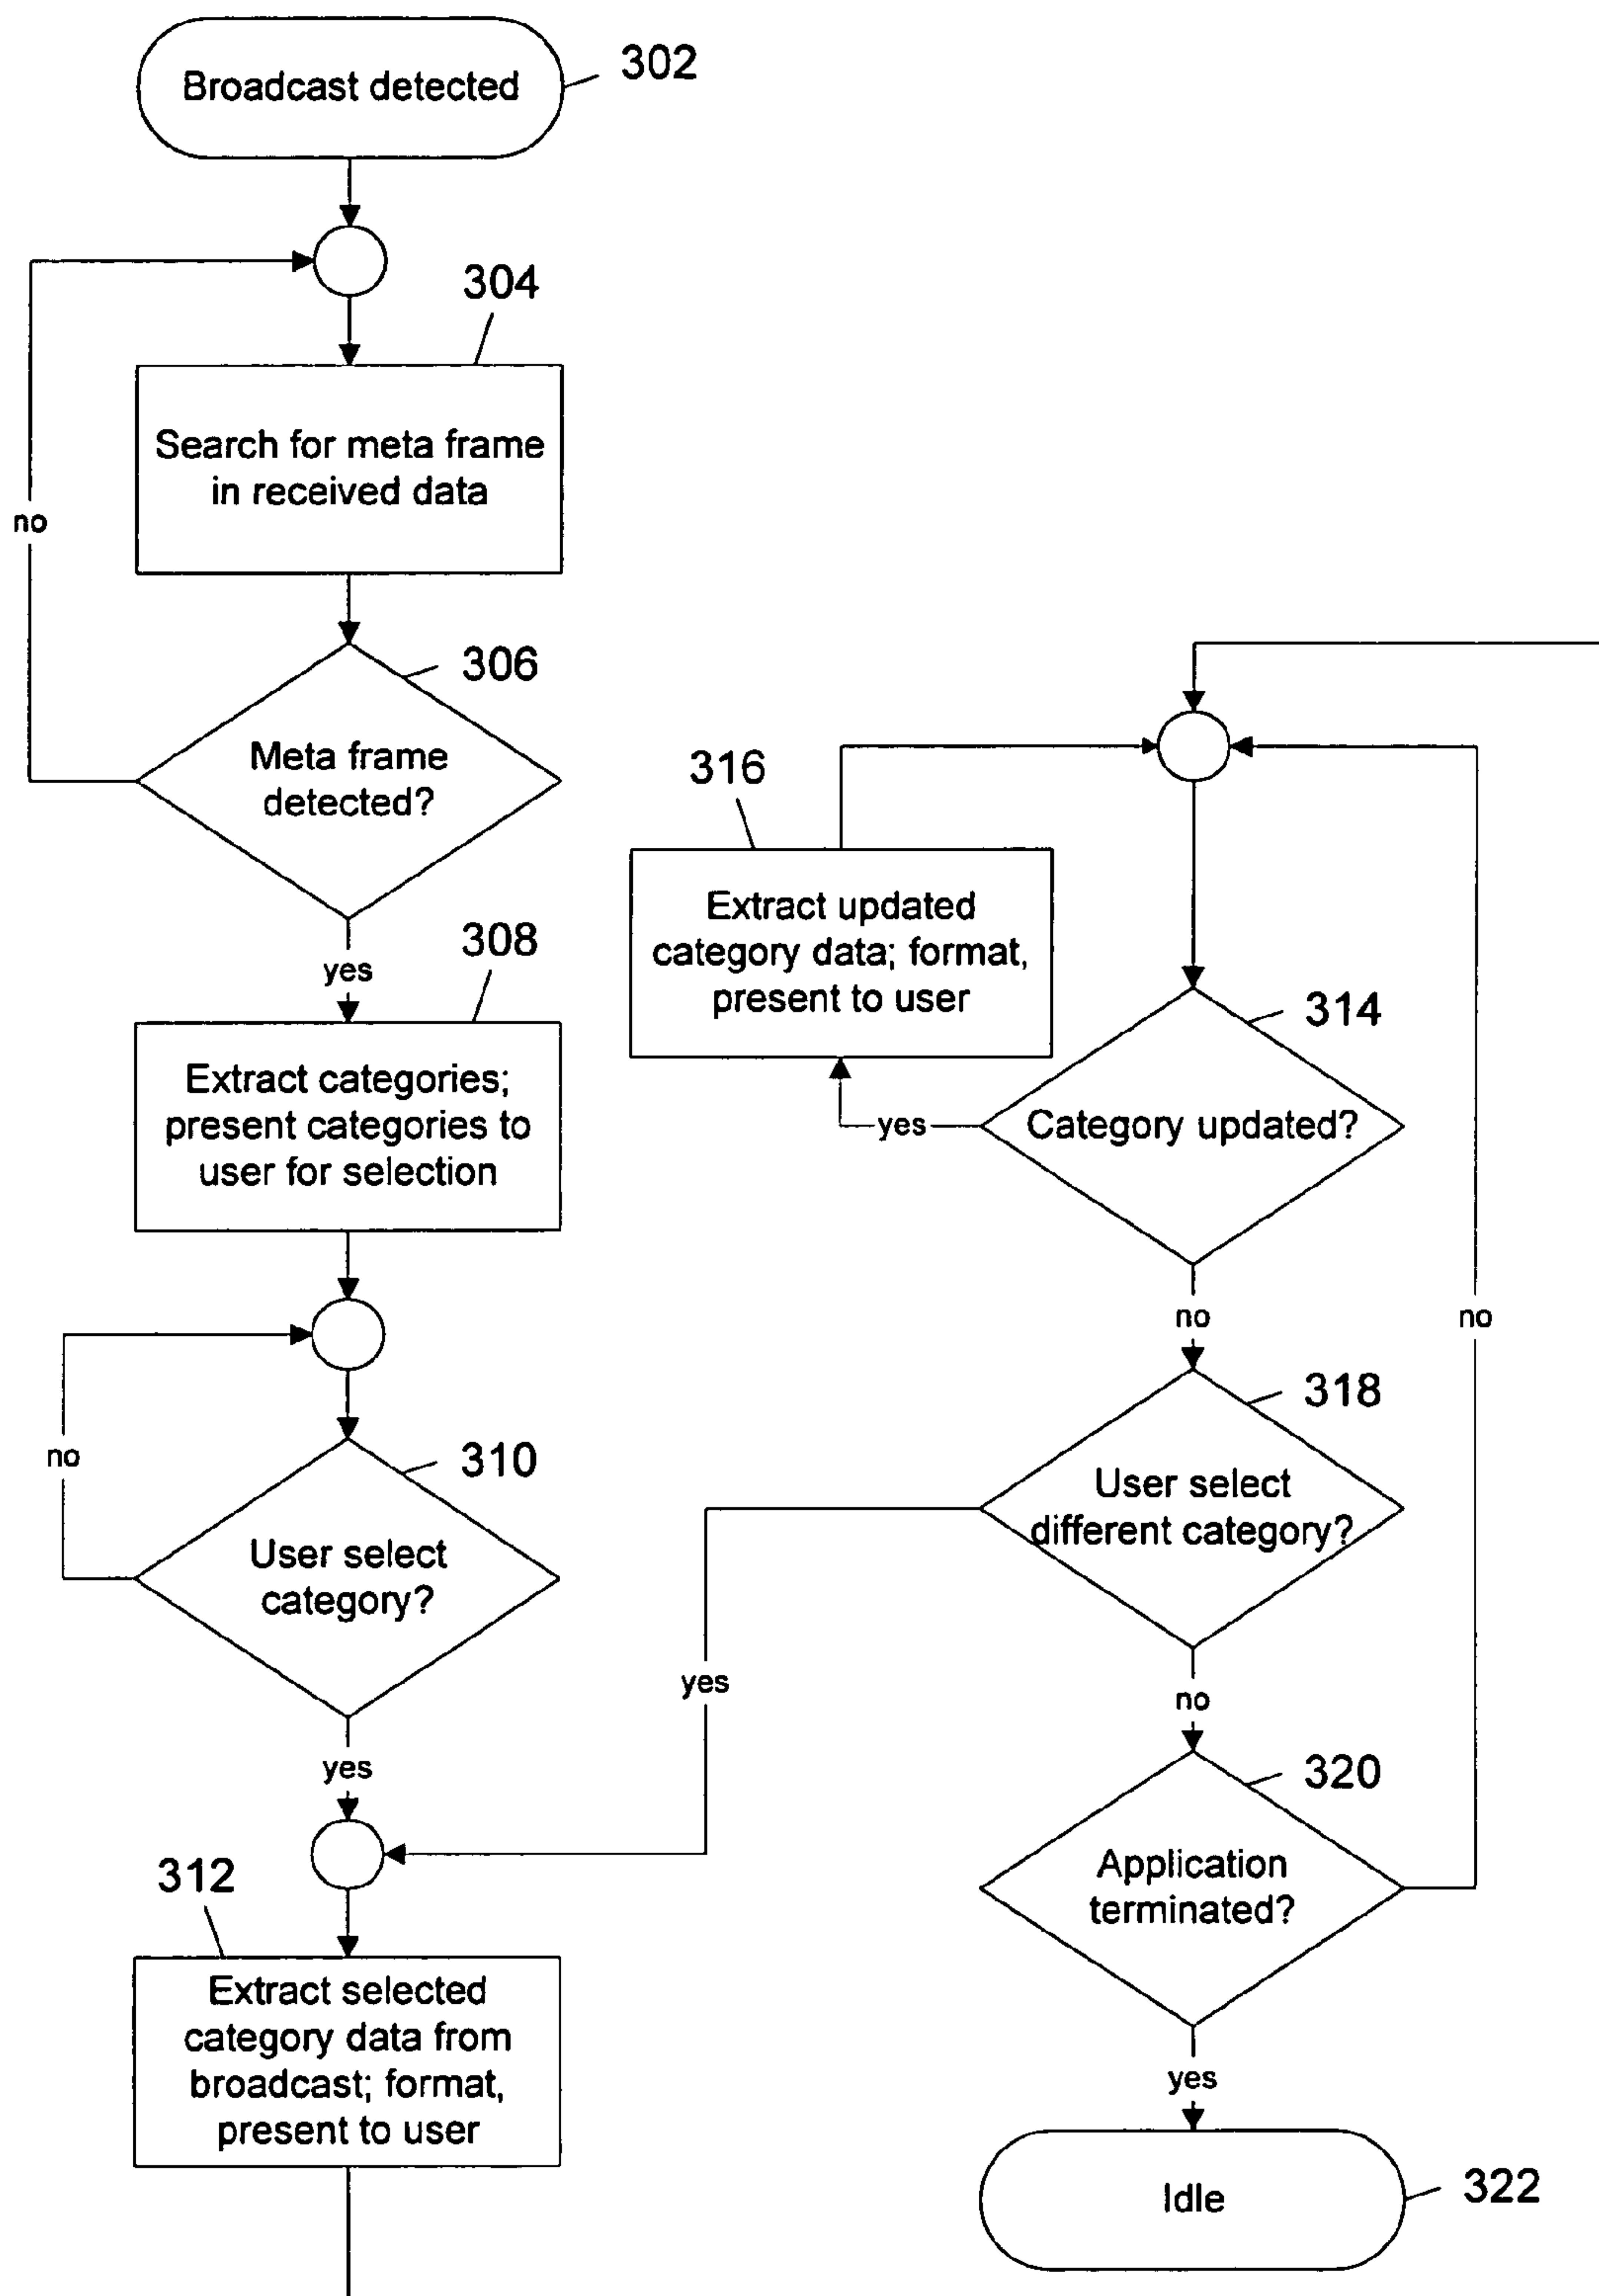 Broadcast detected
302
304
Search for meta frame
in received data
no
306
Meta frame
detected?
yes
308
Extract categories;
present categories to
user for selection
no
310
User select
category?
yes
312
Extract selected
category data from
broadcast; format,
present to user
316
Extract updated
category data; format,
present to user
314
Category updated?
yes
no
no
318
User select
different category?
yes
no
320
Application
terminated?
yes
Idle
322